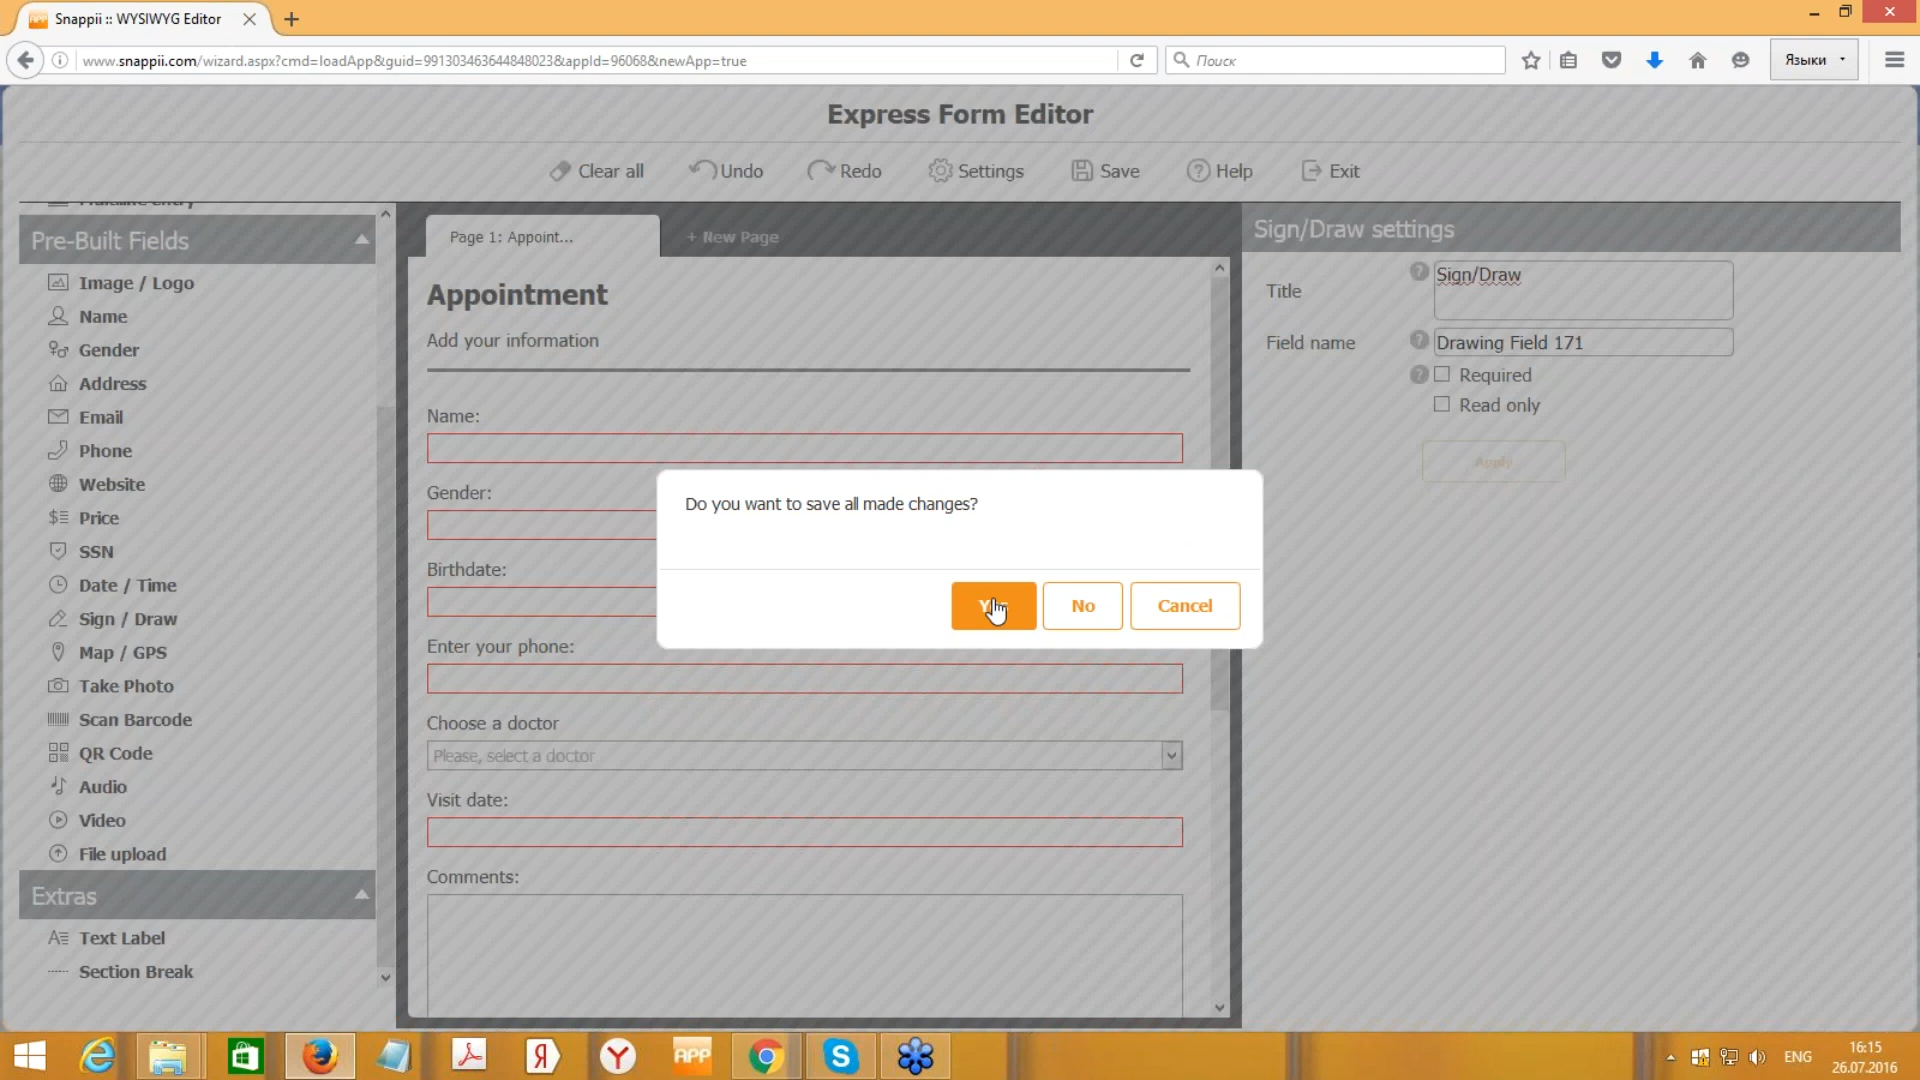 Snappii :: WYSIWYG Editor
www.snappii.com/wizard.aspx?cmd=loadApp&guid=991303463644848023&appId=96068&newApp=true
Поиск
Языки
Express Form Editor
Clear all
Undo
Redo
Settings
Save
Help
Exit
Pre-Built Fields
Image / Logo
Name
Gender
Address
Email
Phone
Website
Price
SSN
Date / Time
Sign / Draw
Map / GPS
Take Photo
Scan Barcode
QR Code
Audio
Video
File upload
Extras
Text Label
Section Break
Page 1: Appoint...
+ New Page
Appointment
Add your information
Name:
Gender:
Birthdate:
Enter your phone:
Choose a doctor
Please, select a doctor
Visit date:
Comments:
Do you want to save all made changes?
No
Cancel
Sign/Draw settings
Title
Sign/Draw
Field name
Drawing Field 171
Required
Read only
Apply
APP
ENG
16:15
26.07.2016